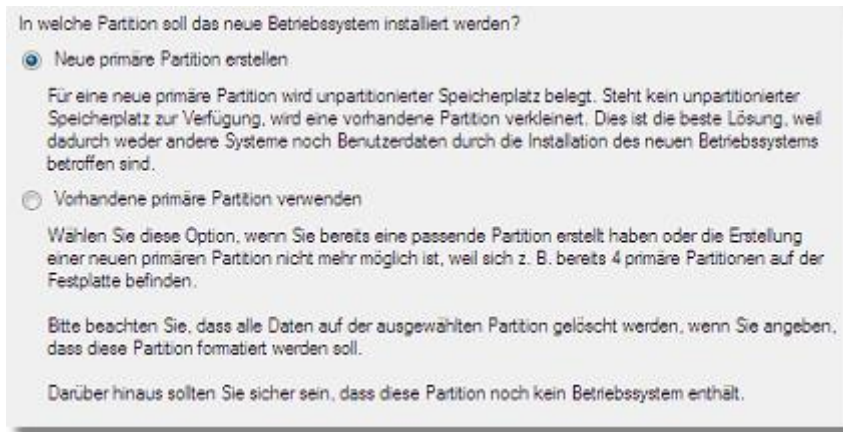 In welche Partition soll das neue Betriebssystem installiert werden?
Neue primäre Partition erstellen
Für eine neue primäre Partition wird unpartitionierter Speicherplatz belegt. Steht kein unpartitionierter
Speicherplatz zur Verfügung, wird eine vorhandene Partition verkleinert. Dies ist die beste Lösung, weil
dadurch weder andere Systeme noch Benutzerdaten durch die Installation des neuen Betriebssystems
betroffen sind.
Vorhandene primäre Partition verwenden
Wählen Sie diese Option, wenn Sie bereits eine passende Partition erstellt haben oder die Erstellung
einer neuen primären Partition nicht mehr möglich ist, weil sich z. B. bereits 4 primäre Partitionen auf der
Festplatte befinden.
Bitte beachten Sie, dass alle Daten auf der ausgewählten Partition gelöscht werden, wenn Sie angeben,
dass diese Partition formatiert werden soll.
Darüber hinaus sollten Sie sicher sein, dass diese Partition noch kein Betriebssystem enthält.